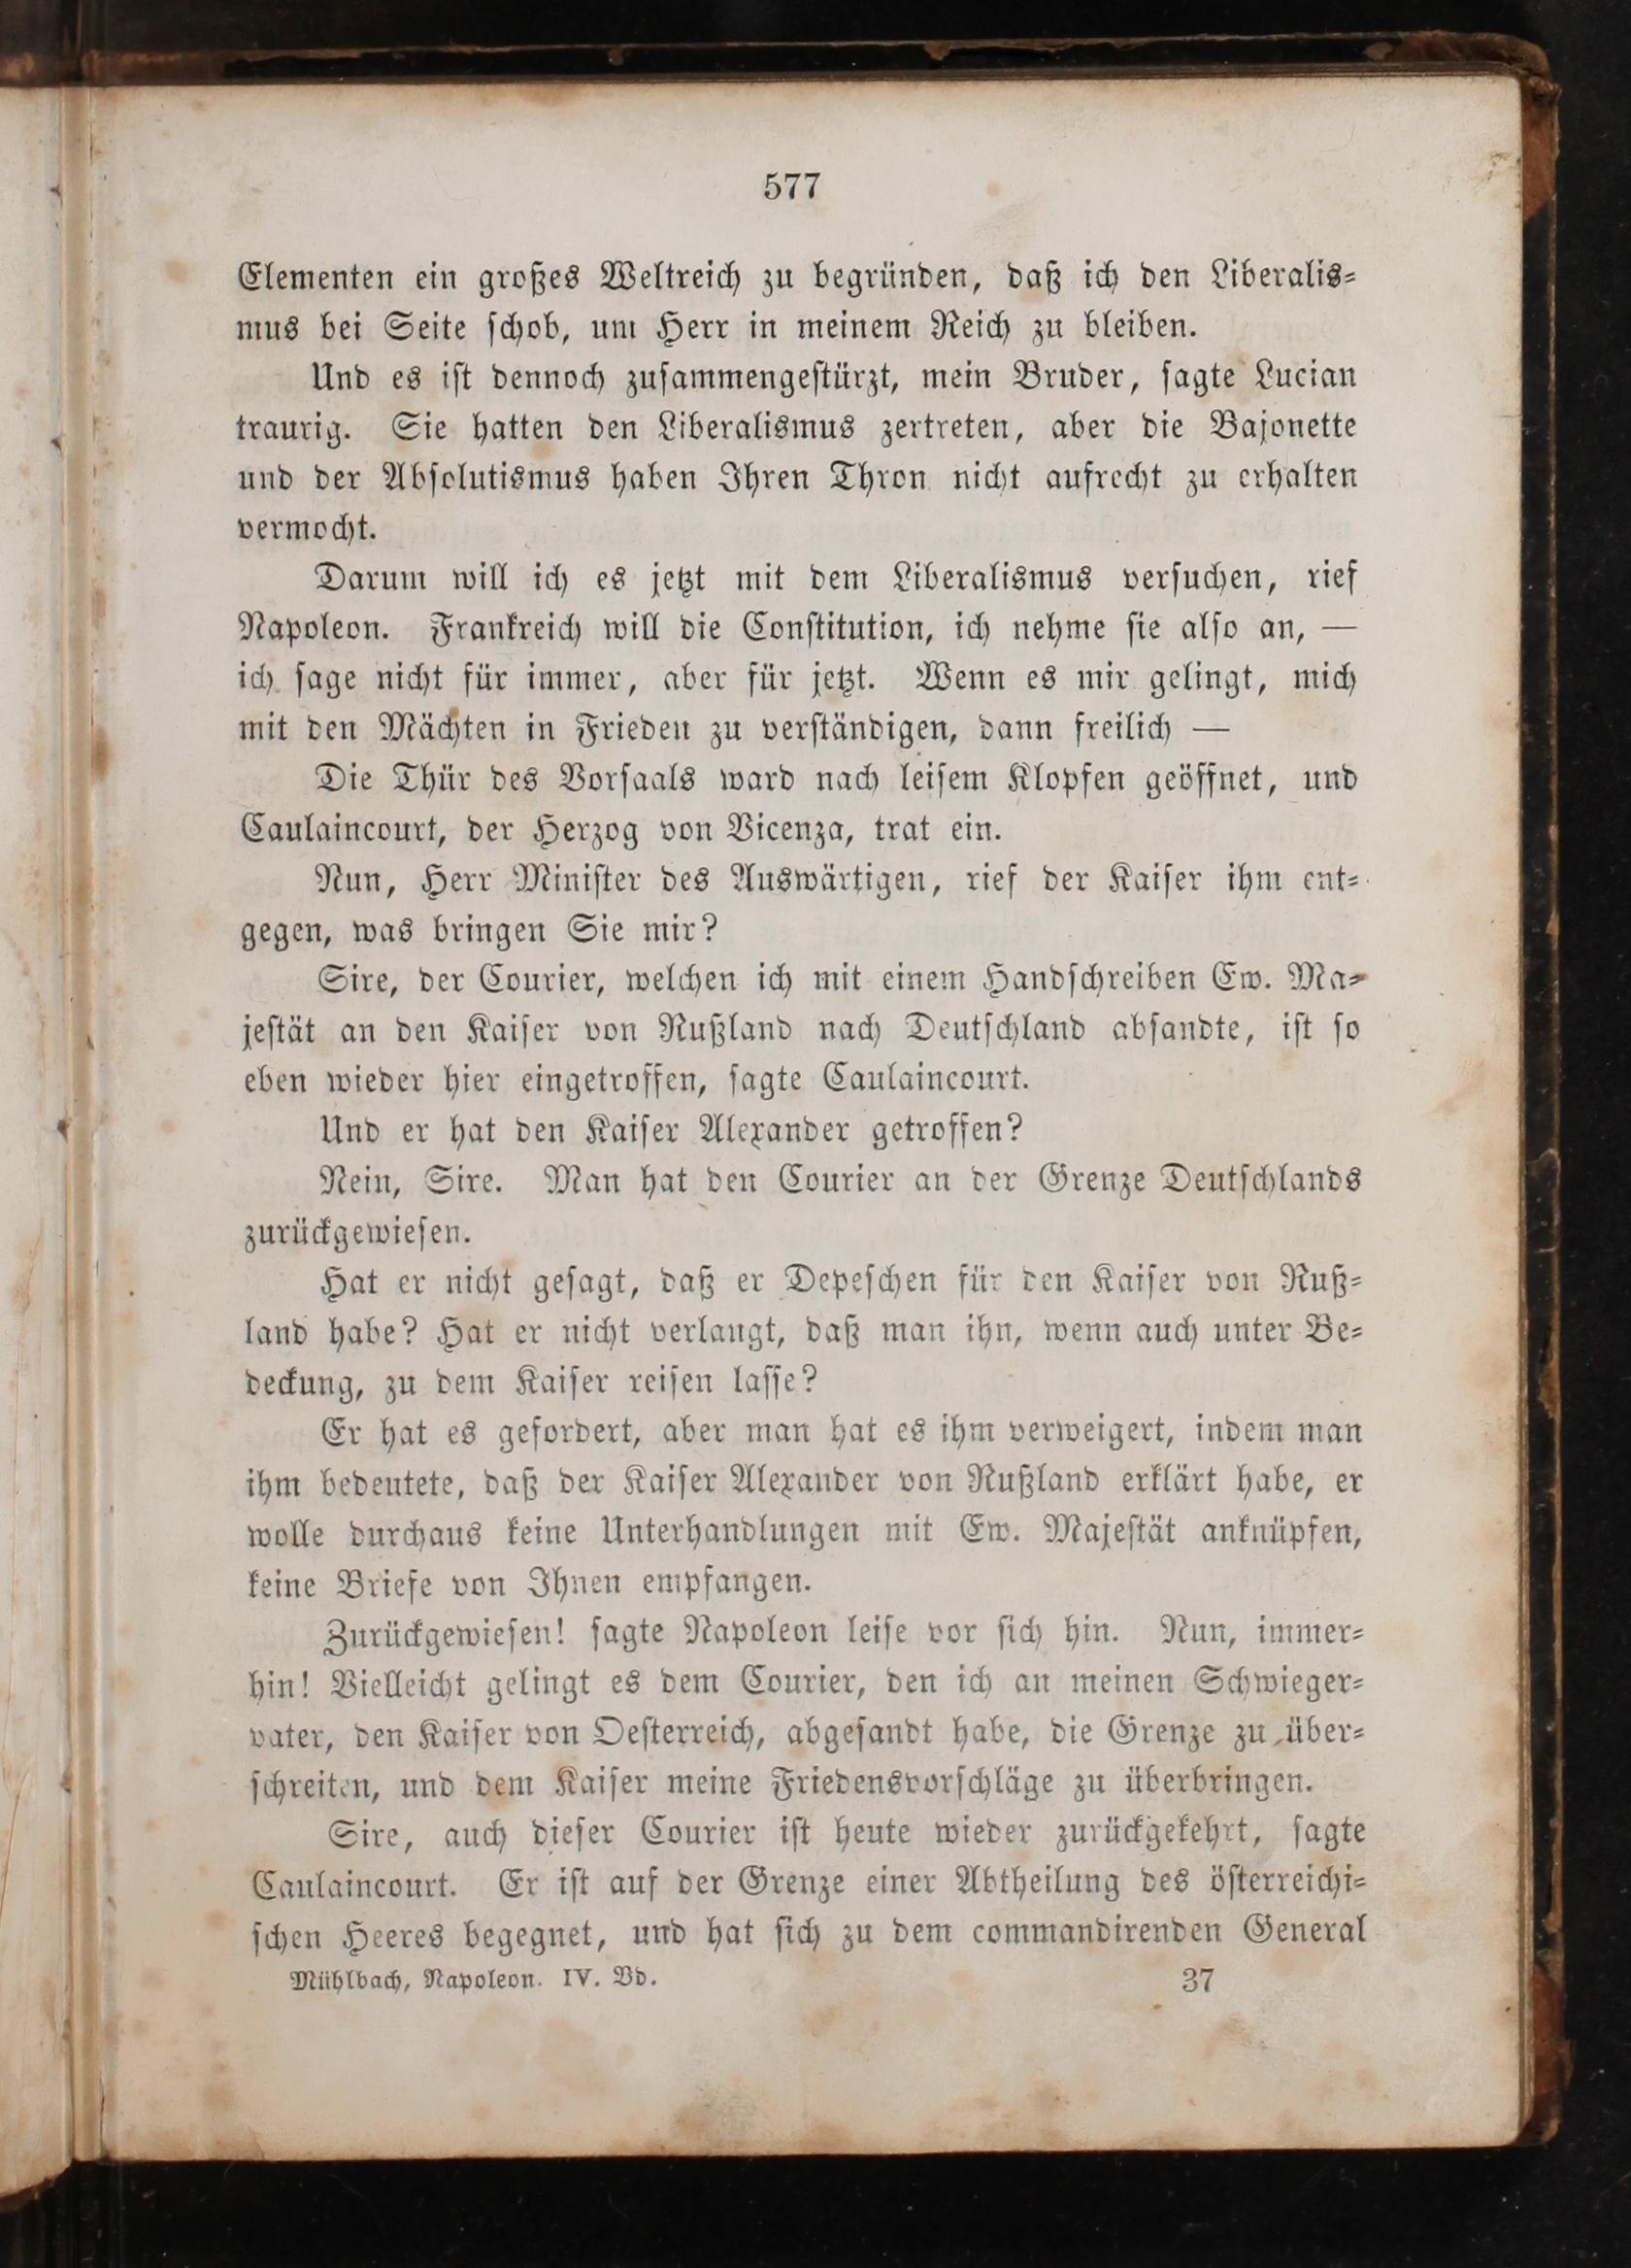 577
Elementen ein großes Weltreich zu begründen, daß ich den Liberalis-
mus bei Seite schob, um Herr in meinem Reich zu bleiben.
Und es ist dennoch zusammengestürzt, mein Bruder, sagte Lucian
traurig. Sie hatten den Liberalismus zertreten, aber die Bajonette
und der Absolutismus haben Ihren Thron nicht aufrecht zu erhalten
vermocht.
Darum will ich es jetzt mit dem Liberalismus versuchen, rief
Napoleon. Frankreich will die Constitution, ich nehme sie also an, —
ich sage nicht für immer, aber für jetzt. Wenn es mir gelingt, mich
mit den Mächten in Frieden zu verständigen, dann freilich —
Die Thür des Vorsaals ward nach leisem Klopfen geöffnet, und
Caulaincourt, der Herzog von Vicenza, trat ein.
Nun, Herr Minister des Auswärtigen, rief der Kaiser ihm ent-
gegen, was bringen Sie mir?
Sire, der Courier, welchen ich mit einem Handschreiben Ew. Ma-
jestät an den Kaiser von Rußland nach Deutschland absandte, ist so
eben wieder hier eingetroffen, sagte Caulaincourt.
Und er hat den Kaiser Alexander getroffen?
Nein, Sire. Man hat den Courier an der Grenze Deutschlands
zurückgewiesen.
Hat er nicht gesagt, daß er Depeschen für den Kaiser von Ruß-
land habe? Hat er nicht verlangt, daß man ihn, wenn auch unter Be-
deckung, zu dem Kaiser reisen lasse?
Er hat es gefordert, aber man hat es ihm verweigert, indem man
ihm bedeutete, daß der Kaiser Alexander von Rußland erklärt habe, er
wolle durchaus keine Unterhandlungen mit Ew. Majestät anknüpfen,
keine Briefe von Ihnen empfangen.
Zurückgewiesen! sagte Napoleon leise vor sich hin. Nun, immer-
hin! Vielleicht gelingt es dem Courier, den ich an meinen Schwieger-
vater, den Kaiser von Oesterreich, abgesandt habe, die Grenze zu über-
schreiten, und dem Kaiser meine Friedensvorschläge zu überbringen.
Sire, auch dieser Courier ist heute wieder zurückgekehrt, sagte
Caulaincourt. Er ist auf der Grenze einer Abtheilung des österreichi-
schen Heeres begegnet, und hat sich zu dem commandirenden General
Mühlbach, Napoleon. IV. Bd. 37